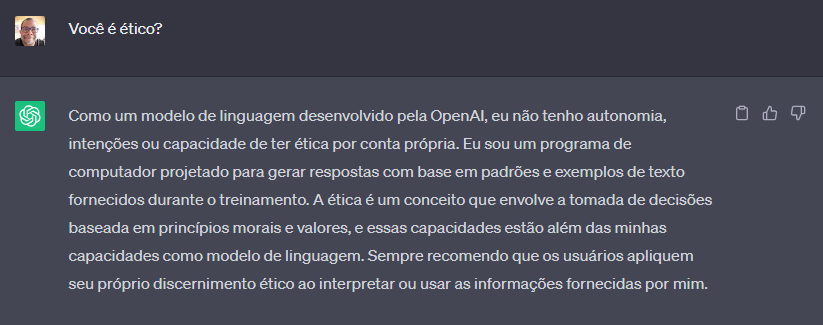 Você é ético?
Como um modelo de linguagem desenvolvido pela OpenAI, eu não tenho autonomia,
intenções ou capacidade de ter ética por conta própria. Eu sou um programa de
computador projetado para gerar respostas com base em padrões e exemplos de texto
fornecidos durante o treinamento. A ética é um conceito que envolve a tomada de decisões
baseada em princípios morais e valores, e essas capacidades estão além das minhas
capacidades como modelo de linguagem. Sempre recomendo que os usuários apliquem
seu próprio discernimento ético ao interpretar ou usar as informações fornecidas por mim.